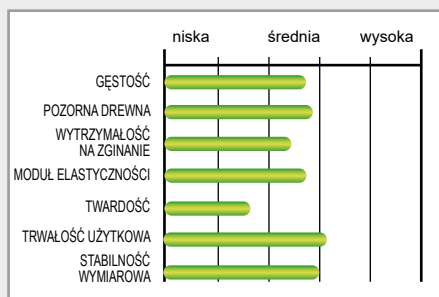 niska średnia wysoka
GĘSTOŚĆ
POZORNA DREWNA
WYTRZYMAŁOŚĆ
NA ZGINANIE
MODUŁ ELASTYCZNOŚCI
TWARDOŚĆ
TRWAŁOŚĆ UŻYTKOWA
STABILNOŚĆ
WYMIAROWA